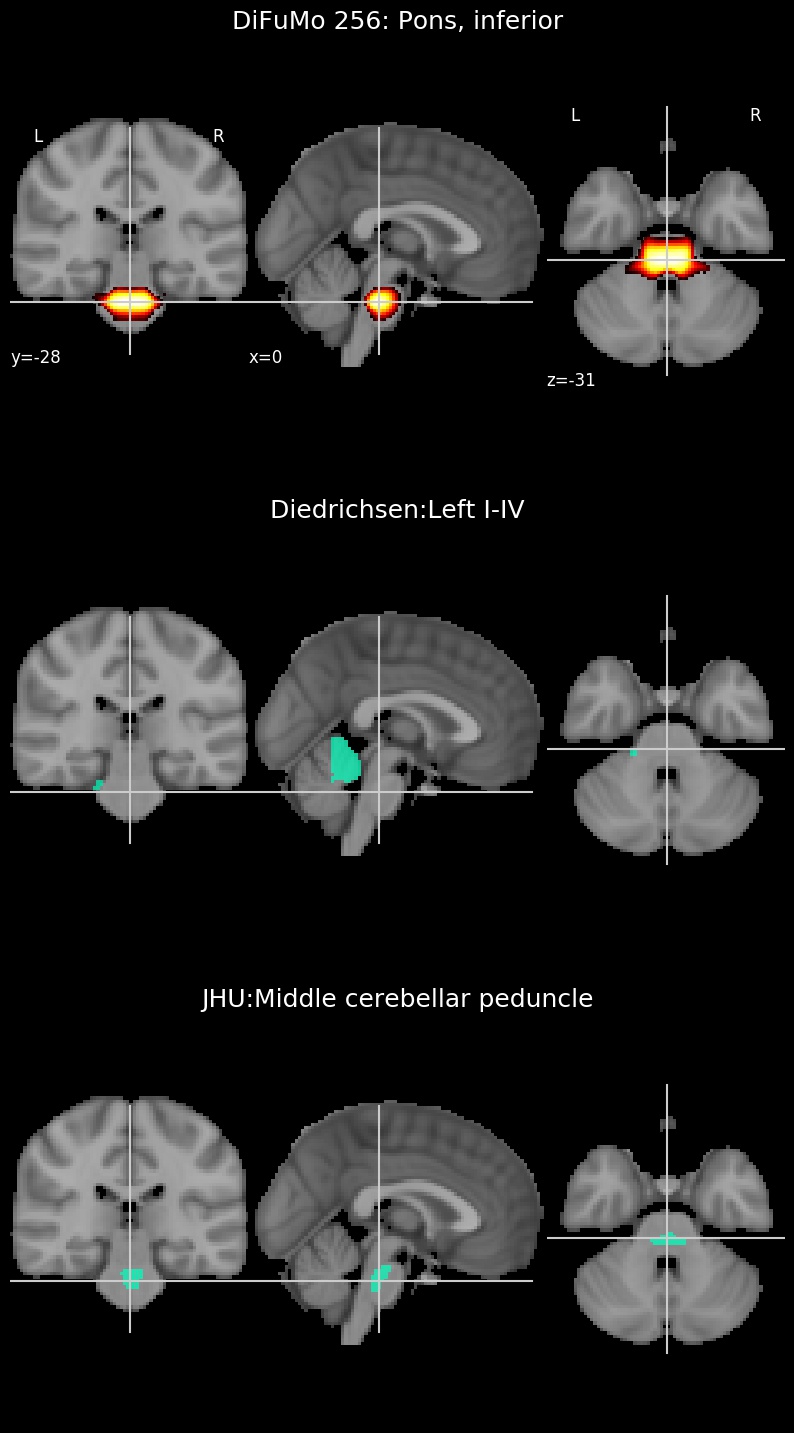 DiFuMo 256: Pons, inferior
L R
L R
y=-28 x=0
z=-31
Diedrichsen:Left I-IV
JHU:Middle cerebellar peduncle